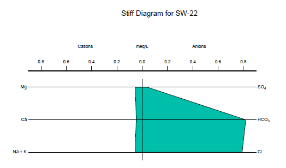 Stiff Diagram for SW-22
Cations meq/L Anions
0.8 0.6 0.4 0.2 0.0 0.2 0.4 0.6 0.8
Mg SO4
Ca HCO3
Na + K Cl